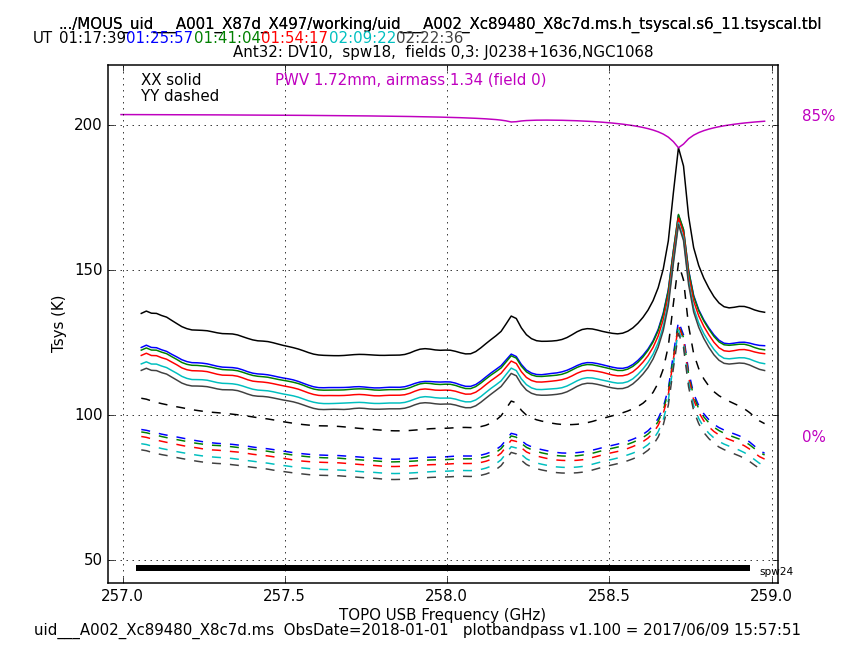 .../MOUS_uid___A001_X87d_X497/working/uid___A002_Xc89480_X8c7d.ms.h_tsyscal.s6_11.tsyscal.tbl
UT 01:17:39 01:25:57 01:41:04 01:54:17 02:09:22 02:22:36
Ant32: DV10,  spw18,  fields 0,3: J0238+1636,NGC1068
XX solid
PWV 1.72mm, airmass 1.34 (field 0)
YY dashed
85%
200
150
Tsys (K)
100
0%
50
spw24
257.0 257.5 258.0 258.5 259.0
TOPO USB Frequency (GHz)
uid___A002_Xc89480_X8c7d.ms  ObsDate=2018-01-01   plotbandpass v1.100 = 2017/06/09 15:57:51